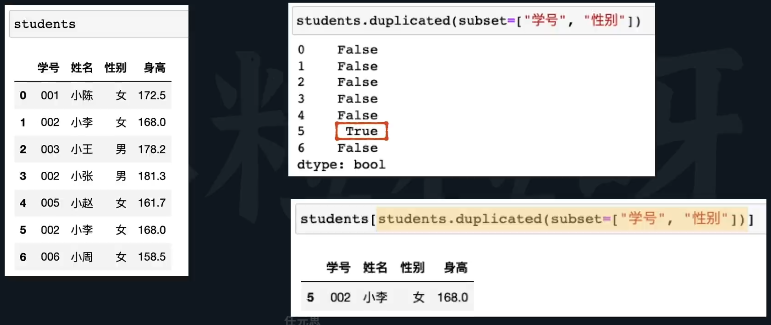 students
学号 姓名 性别 身高
0 001 小陈 女 172.5
1 002 小李 女 168.0
2 003 小王 男 178.2
3 002 小张 男 181.3
4 005 小赵 女 161.7
5 002 小李 女 168.0
6 006 小周 女 158.5
students.duplicated(subset=["学号", "性别"])
0 False
1 False
2 False
3 False
4 False
5 True
6 False
dtype: bool
students[students.duplicated(subset=["学号", "性别"])]
学号 姓名 性别 身高
5 002 小李 女 168.0